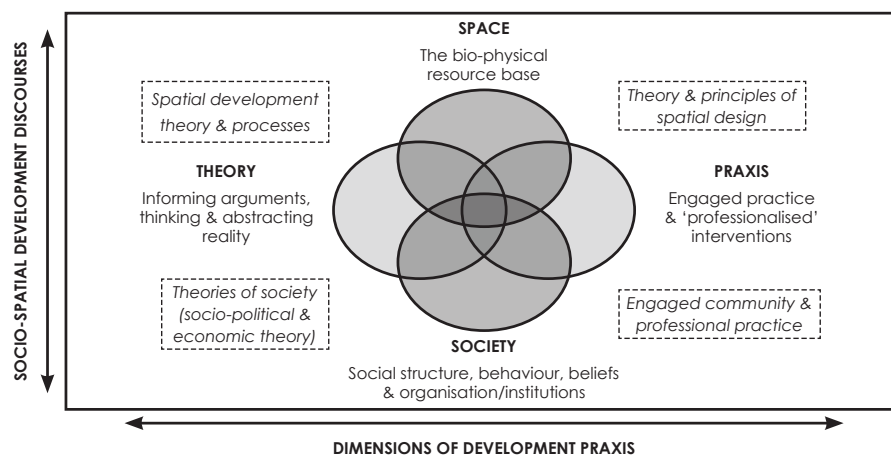 SOCIO-SPATIAL DEVELOPMENT DISCOURSES
SPACE
The bio-physical
resource base
Spatial development
theory & processes
Theory & principles of
spatial design
THEORY
Informing arguments,
thinking & abstracting
reality
PRAXIS
Engaged practice
& ‘professionalised’
interventions
Theories of society
(socio-political &
economic theory)
Engaged community &
professional practice
SOCIETY
Social structure, behaviour, beliefs
& organisation/institutions
DIMENSIONS OF DEVELOPMENT PRAXIS